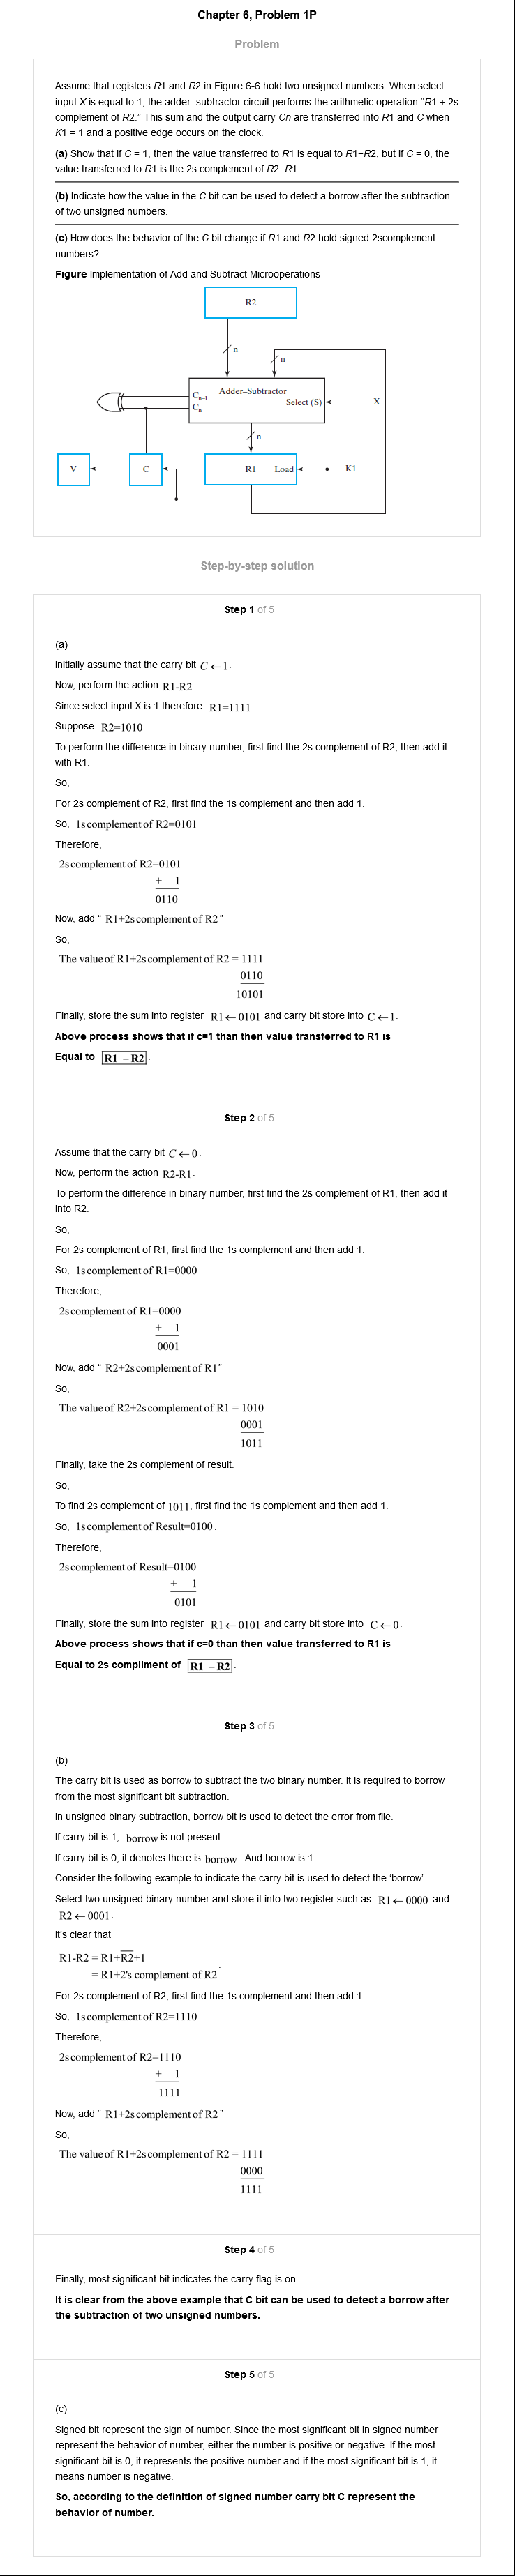 Chapter 6, Problem 1P
Problem
Assume that registers R1 and R2 in Figure 6-6 hold two unsigned numbers. When select
input X is equal to 1, the adder–subtractor circuit performs the arithmetic operation “R1 + 2s
complement of R2.” This sum and the output carry Cn are transferred into R1 and C when
K1 = 1 and a positive edge occurs on the clock.
(a) Show that if C = 1, then the value transferred to R1 is equal to R1−R2, but if C = 0, the
value transferred to R1 is the 2s complement of R2−R1.
(b) Indicate how the value in the C bit can be used to detect a borrow after the subtraction
of two unsigned numbers.
(c) How does the behavior of the C bit change if R1 and R2 hold signed 2scomplement
numbers?
Figure Implementation of Add and Subtract Microoperations
R2
n
n
Adder–Subtractor
Cn-1
Select (S)
X
Cn
n
V
C
R1
Load
K1
Step-by-step solution
Step 1 of 5
(a)
Initially assume that the carry bit C ← 1.
Now, perform the action R1-R2.
Since select input X is 1 therefore R1=1111
Suppose R2=1010
To perform the difference in binary number, first find the 2s complement of R2, then add it
with R1.
So,
For 2s complement of R2, first find the 1s complement and then add 1.
So, 1s complement of R2=0101
Therefore,
2s complement of R2=0101
+ 1
0110
Now, add “ R1+2s complement of R2 ”
So,
The value of R1+2s complement of R2 = 1111
0110
10101
Finally, store the sum into register R1 ← 0101 and carry bit store into C ← 1.
Above process shows that if c=1 than then value transferred to R1 is
Equal to R1 – R2.
Step 2 of 5
Assume that the carry bit C ← 0.
Now, perform the action R2-R1.
To perform the difference in binary number, first find the 2s complement of R1, then add it
into R2.
So,
For 2s complement of R1, first find the 1s complement and then add 1.
So, 1s complement of R1=0000
Therefore,
2s complement of R1=0000
+ 1
0001
Now, add “ R2+2s complement of R1 ”
So,
The value of R2+2s complement of R1 = 1010
0001
1011
Finally, take the 2s complement of result.
So,
To find 2s complement of 1011, first find the 1s complement and then add 1.
So, 1s complement of Result=0100.
Therefore,
2s complement of Result=0100
+ 1
0101
Finally, store the sum into register R1 ← 0101 and carry bit store into C ← 0.
Above process shows that if c=0 than then value transferred to R1 is
Equal to 2s compliment of R1 – R2.
Step 3 of 5
(b)
The carry bit is used as borrow to subtract the two binary number. It is required to borrow
from the most significant bit subtraction.
In unsigned binary subtraction, borrow bit is used to detect the error from file.
If carry bit is 1, borrow is not present. .
If carry bit is 0, it denotes there is borrow . And borrow is 1.
Consider the following example to indicate the carry bit is used to detect the ‘borrow’.
Select two unsigned binary number and store it into two register such as R1 ← 0000 and
R2 ← 0001.
It’s clear that
R1-R2 = R1+R̅2̅+1
= R1+2's complement of R2 .
For 2s complement of R2, first find the 1s complement and then add 1.
So, 1s complement of R2=1110
Therefore,
2s complement of R2=1110
+ 1
1111
Now, add “ R1+2s complement of R2 ”
So,
The value of R1+2s complement of R2 = 1111
0000
1111
Step 4 of 5
Finally, most significant bit indicates the carry flag is on.
It is clear from the above example that C bit can be used to detect a borrow after
the subtraction of two unsigned numbers.
Step 5 of 5
(c)
Signed bit represent the sign of number. Since the most significant bit in signed number
represent the behavior of number, either the number is positive or negative. If the most
significant bit is 0, it represents the positive number and if the most significant bit is 1, it
means number is negative.
So, according to the definition of signed number carry bit C represent the
behavior of number.